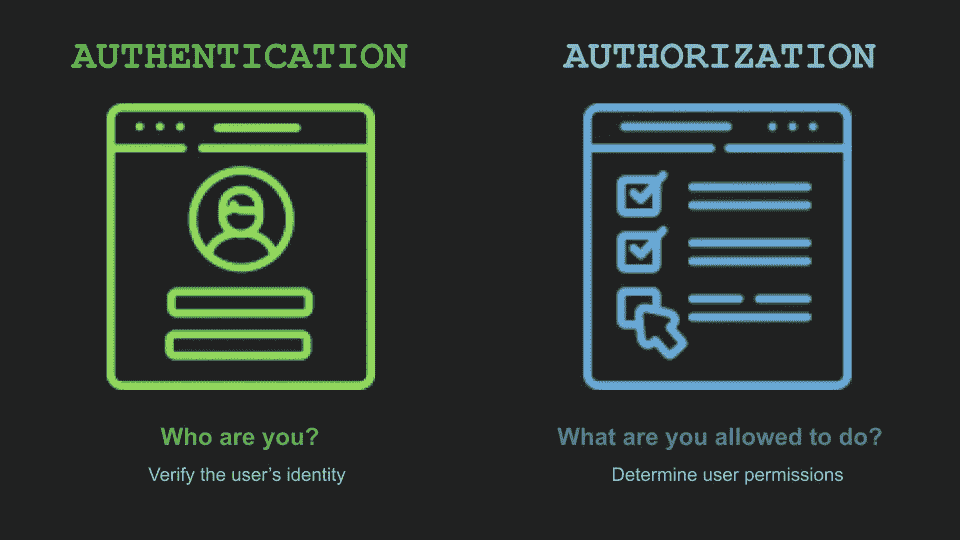 AUTHENTICATION
Who are you?
Verify the user’s identity
AUTHORIZATION
What are you allowed to do?
Determine user permissions